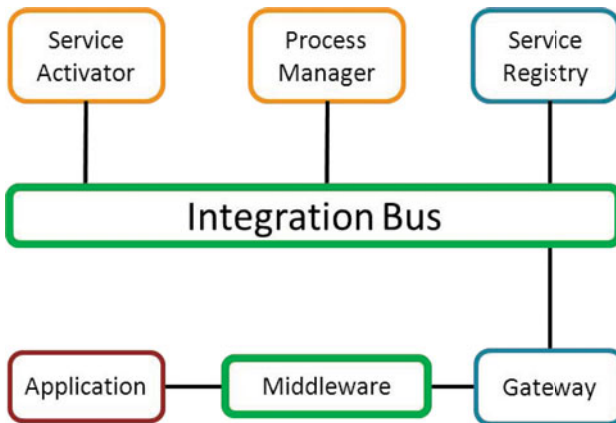 Service
Activator
Process
Manager
Service
Registry
Integration Bus
Application
Middleware
Gateway